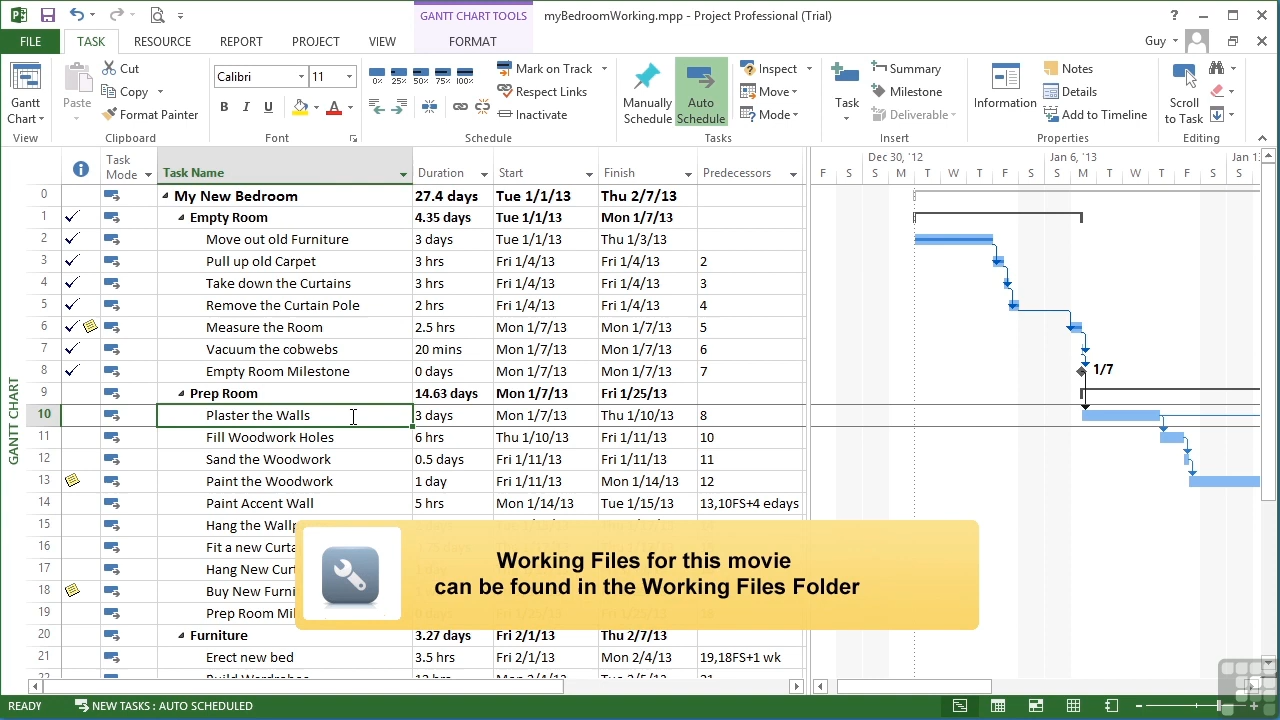 GANTT CHART TOOLS
myBedroomWorking.mpp - Project Professional (Trial)
FILE TASK RESOURCE REPORT PROJECT VIEW FORMAT
Guy
Cut
Copy
Format Painter
Gantt Chart
Paste
View
Clipboard
Calibri 11
B I U A
Font
0% 25% 50% 75% 100%
Mark on Track
Respect Links
Inactivate
Schedule
Manually Schedule
Auto Schedule
Inspect
Move
Mode
Tasks
Task
Summary
Milestone
Deliverable
Insert
Information
Notes
Details
Add to Timeline
Properties
Scroll to Task
Editing
Task Mode Task Name Duration Start Finish Predecessors
Dec 30, '12 Jan 6, '13 Jan 13
F S S M T W T F S S M T W T F S S
GANTT CHART
0 My New Bedroom 27.4 days Tue 1/1/13 Thu 2/7/13
1 Empty Room 4.35 days Tue 1/1/13 Mon 1/7/13
2 Move out old Furniture 3 days Tue 1/1/13 Thu 1/3/13
3 Pull up old Carpet 3 hrs Fri 1/4/13 Fri 1/4/13 2
4 Take down the Curtains 3 hrs Fri 1/4/13 Fri 1/4/13 3
5 Remove the Curtain Pole 2 hrs Fri 1/4/13 Fri 1/4/13 4
6 Measure the Room 2.5 hrs Mon 1/7/13 Mon 1/7/13 5
7 Vacuum the cobwebs 20 mins Mon 1/7/13 Mon 1/7/13 6
8 Empty Room Milestone 0 days Mon 1/7/13 Mon 1/7/13 7
1/7
9 Prep Room 14.63 days Mon 1/7/13 Fri 1/25/13
10 Plaster the Walls 3 days Mon 1/7/13 Thu 1/10/13 8
11 Fill Woodwork Holes 6 hrs Thu 1/10/13 Fri 1/11/13 10
12 Sand the Woodwork 0.5 days Fri 1/11/13 Fri 1/11/13 11
13 Paint the Woodwork 1 day Fri 1/11/13 Mon 1/14/13 12
14 Paint Accent Wall 5 hrs Mon 1/14/13 Tue 1/15/13 13,10FS+4 edays
15 Hang the
16 Fit a new
17 Hang New
18 Buy New
19 Prep Room
Working Files for this movie
can be found in the Working Files Folder
20 Furniture 3.27 days Fri 2/1/13 Thu 2/7/13
21 Erect new bed 3.5 hrs Fri 2/1/13 Mon 2/4/13 19,18FS+1 wk
22
READY NEW TASKS : AUTO SCHEDULED